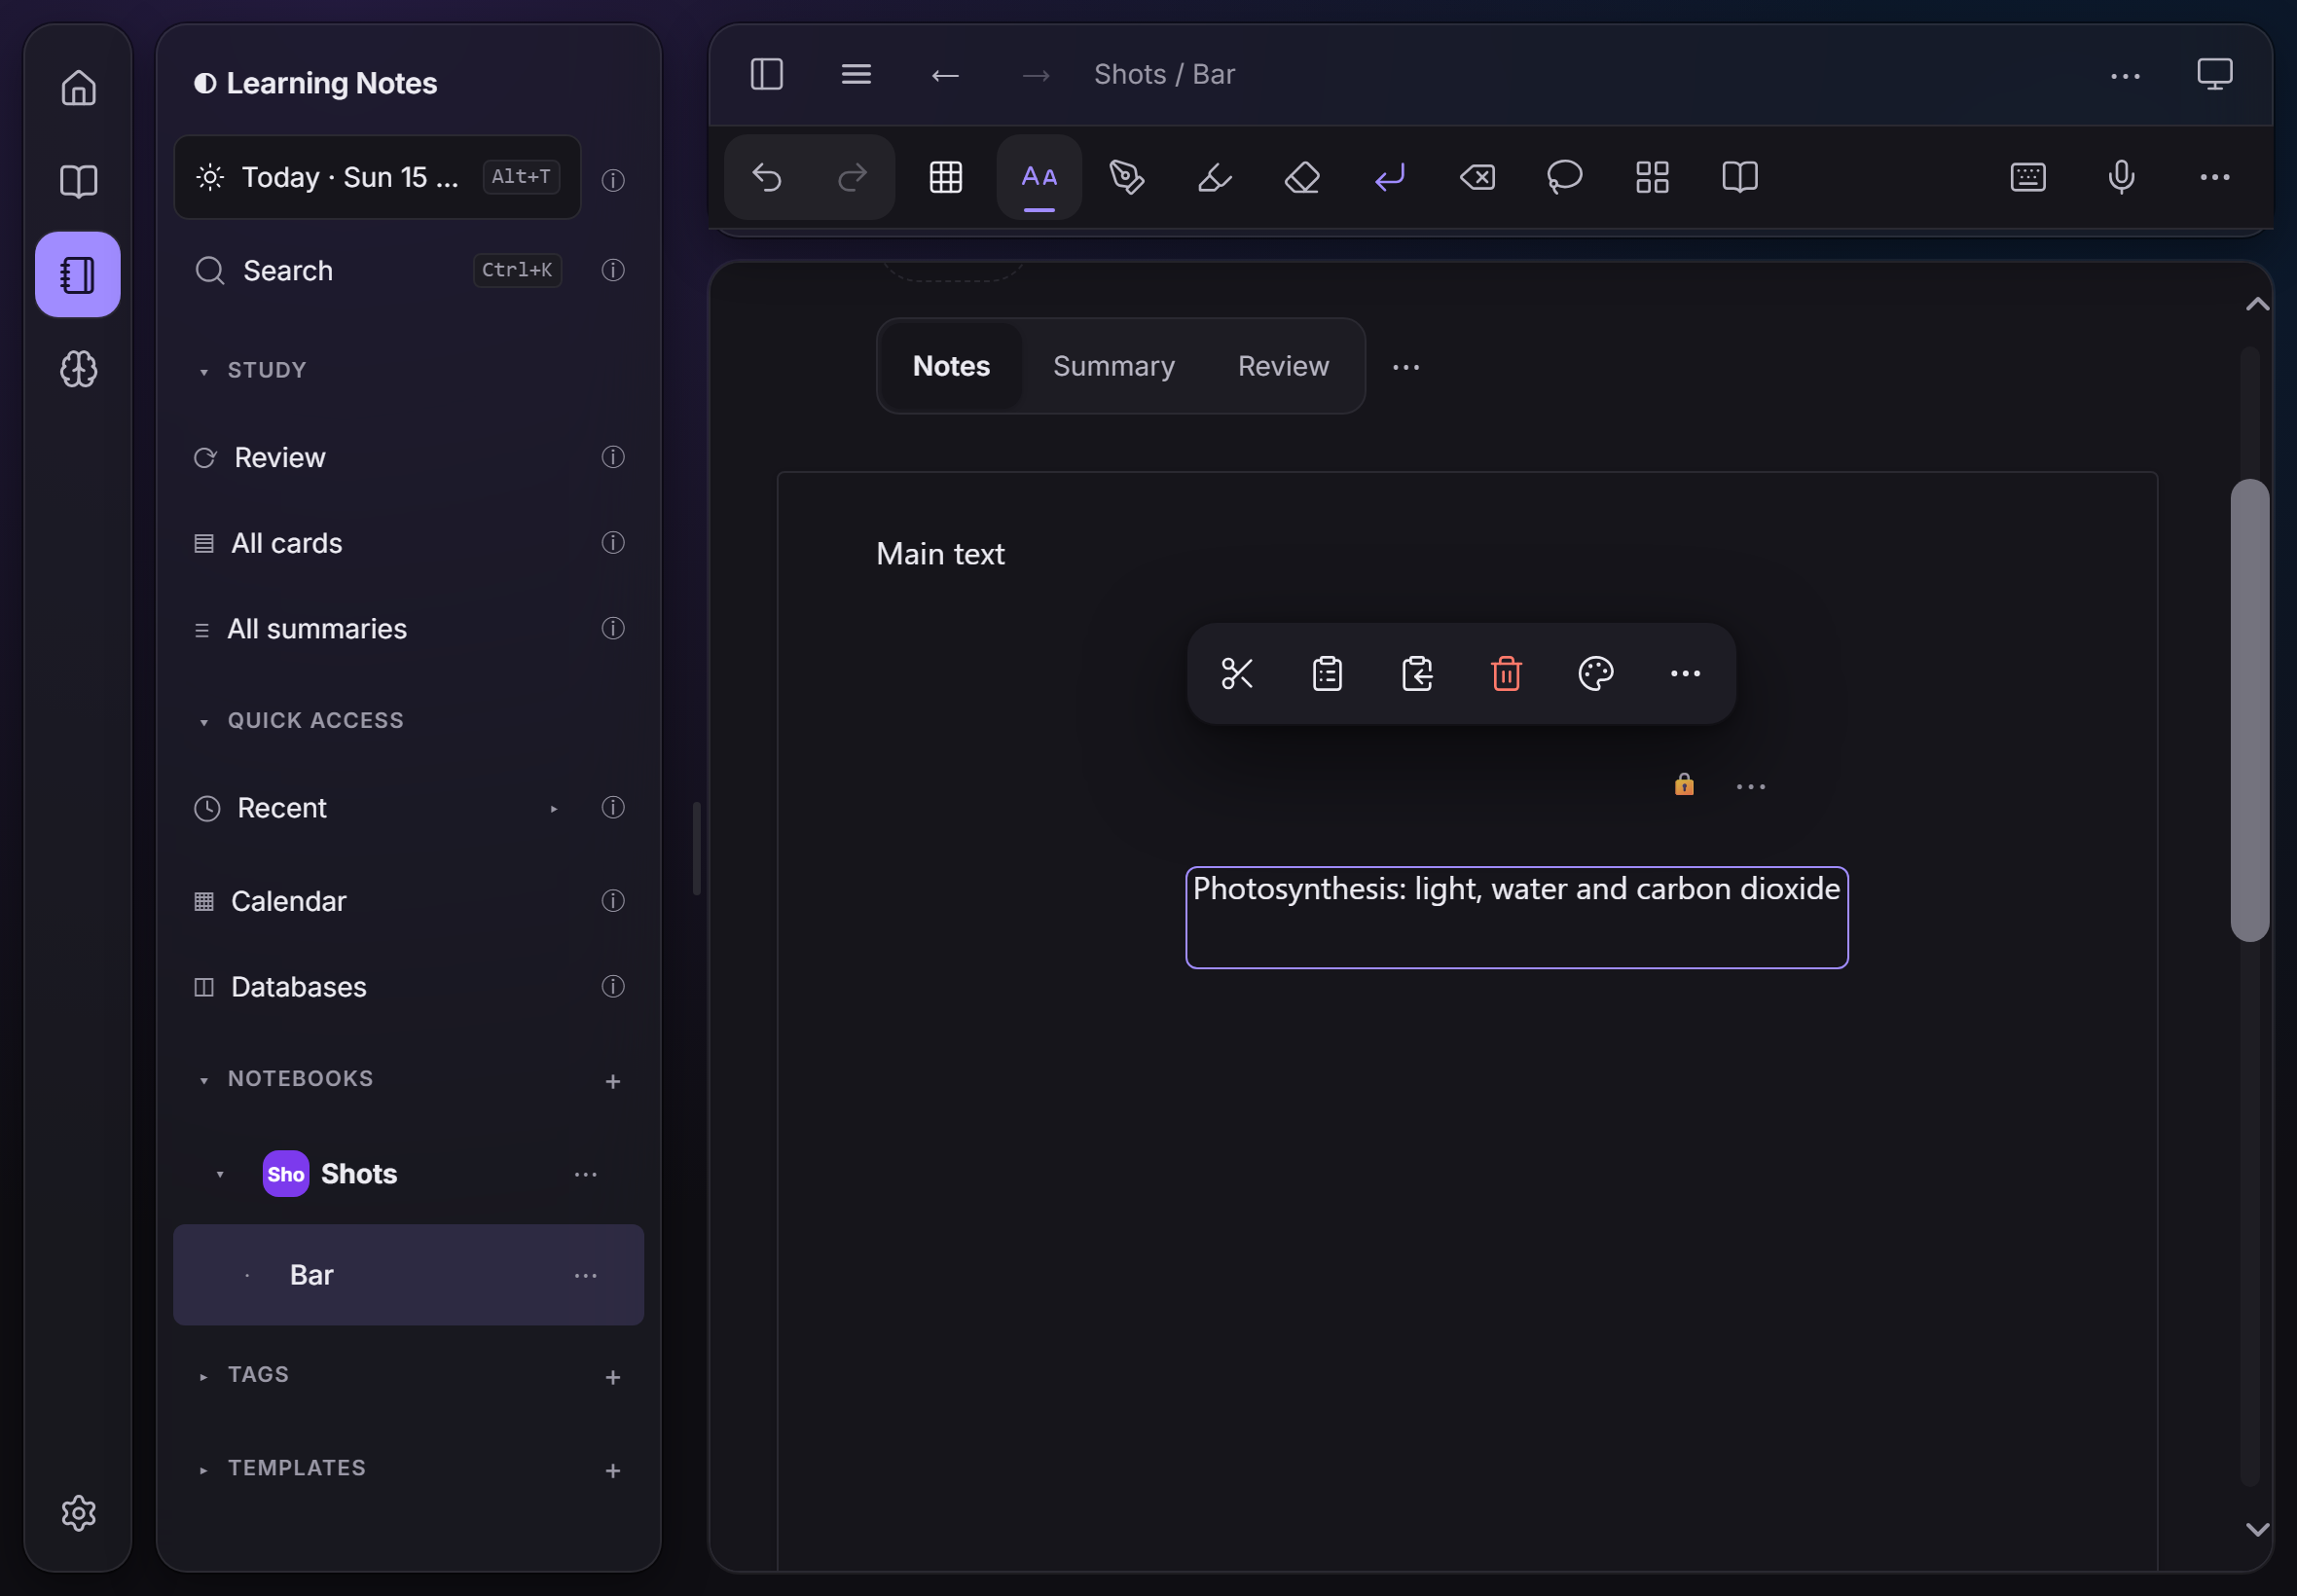 Learning Notes
Today · Sun 15 ... Alt+T
Search Ctrl+K
STUDY
Review
All cards
All summaries
QUICK ACCESS
Recent
Calendar
Databases
NOTEBOOKS
Sho Shots
Bar
TAGS
TEMPLATES
Shots / Bar
AA
Notes Summary Review
Main text
Photosynthesis: light, water and carbon dioxide